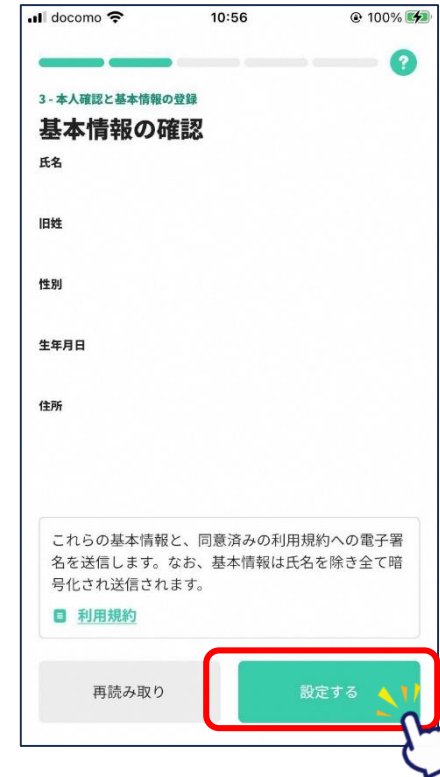 docomo 10:56 100%
?
3 - 本人確認と基本情報の登録
基本情報の確認
氏名
旧姓
性別
生年月日
住所
これらの基本情報と、同意済みの利用規約への電子署
名を送信します。なお、基本情報は氏名を除き全て暗
号化され送信されます。
利用規約
再読み取り 設定する